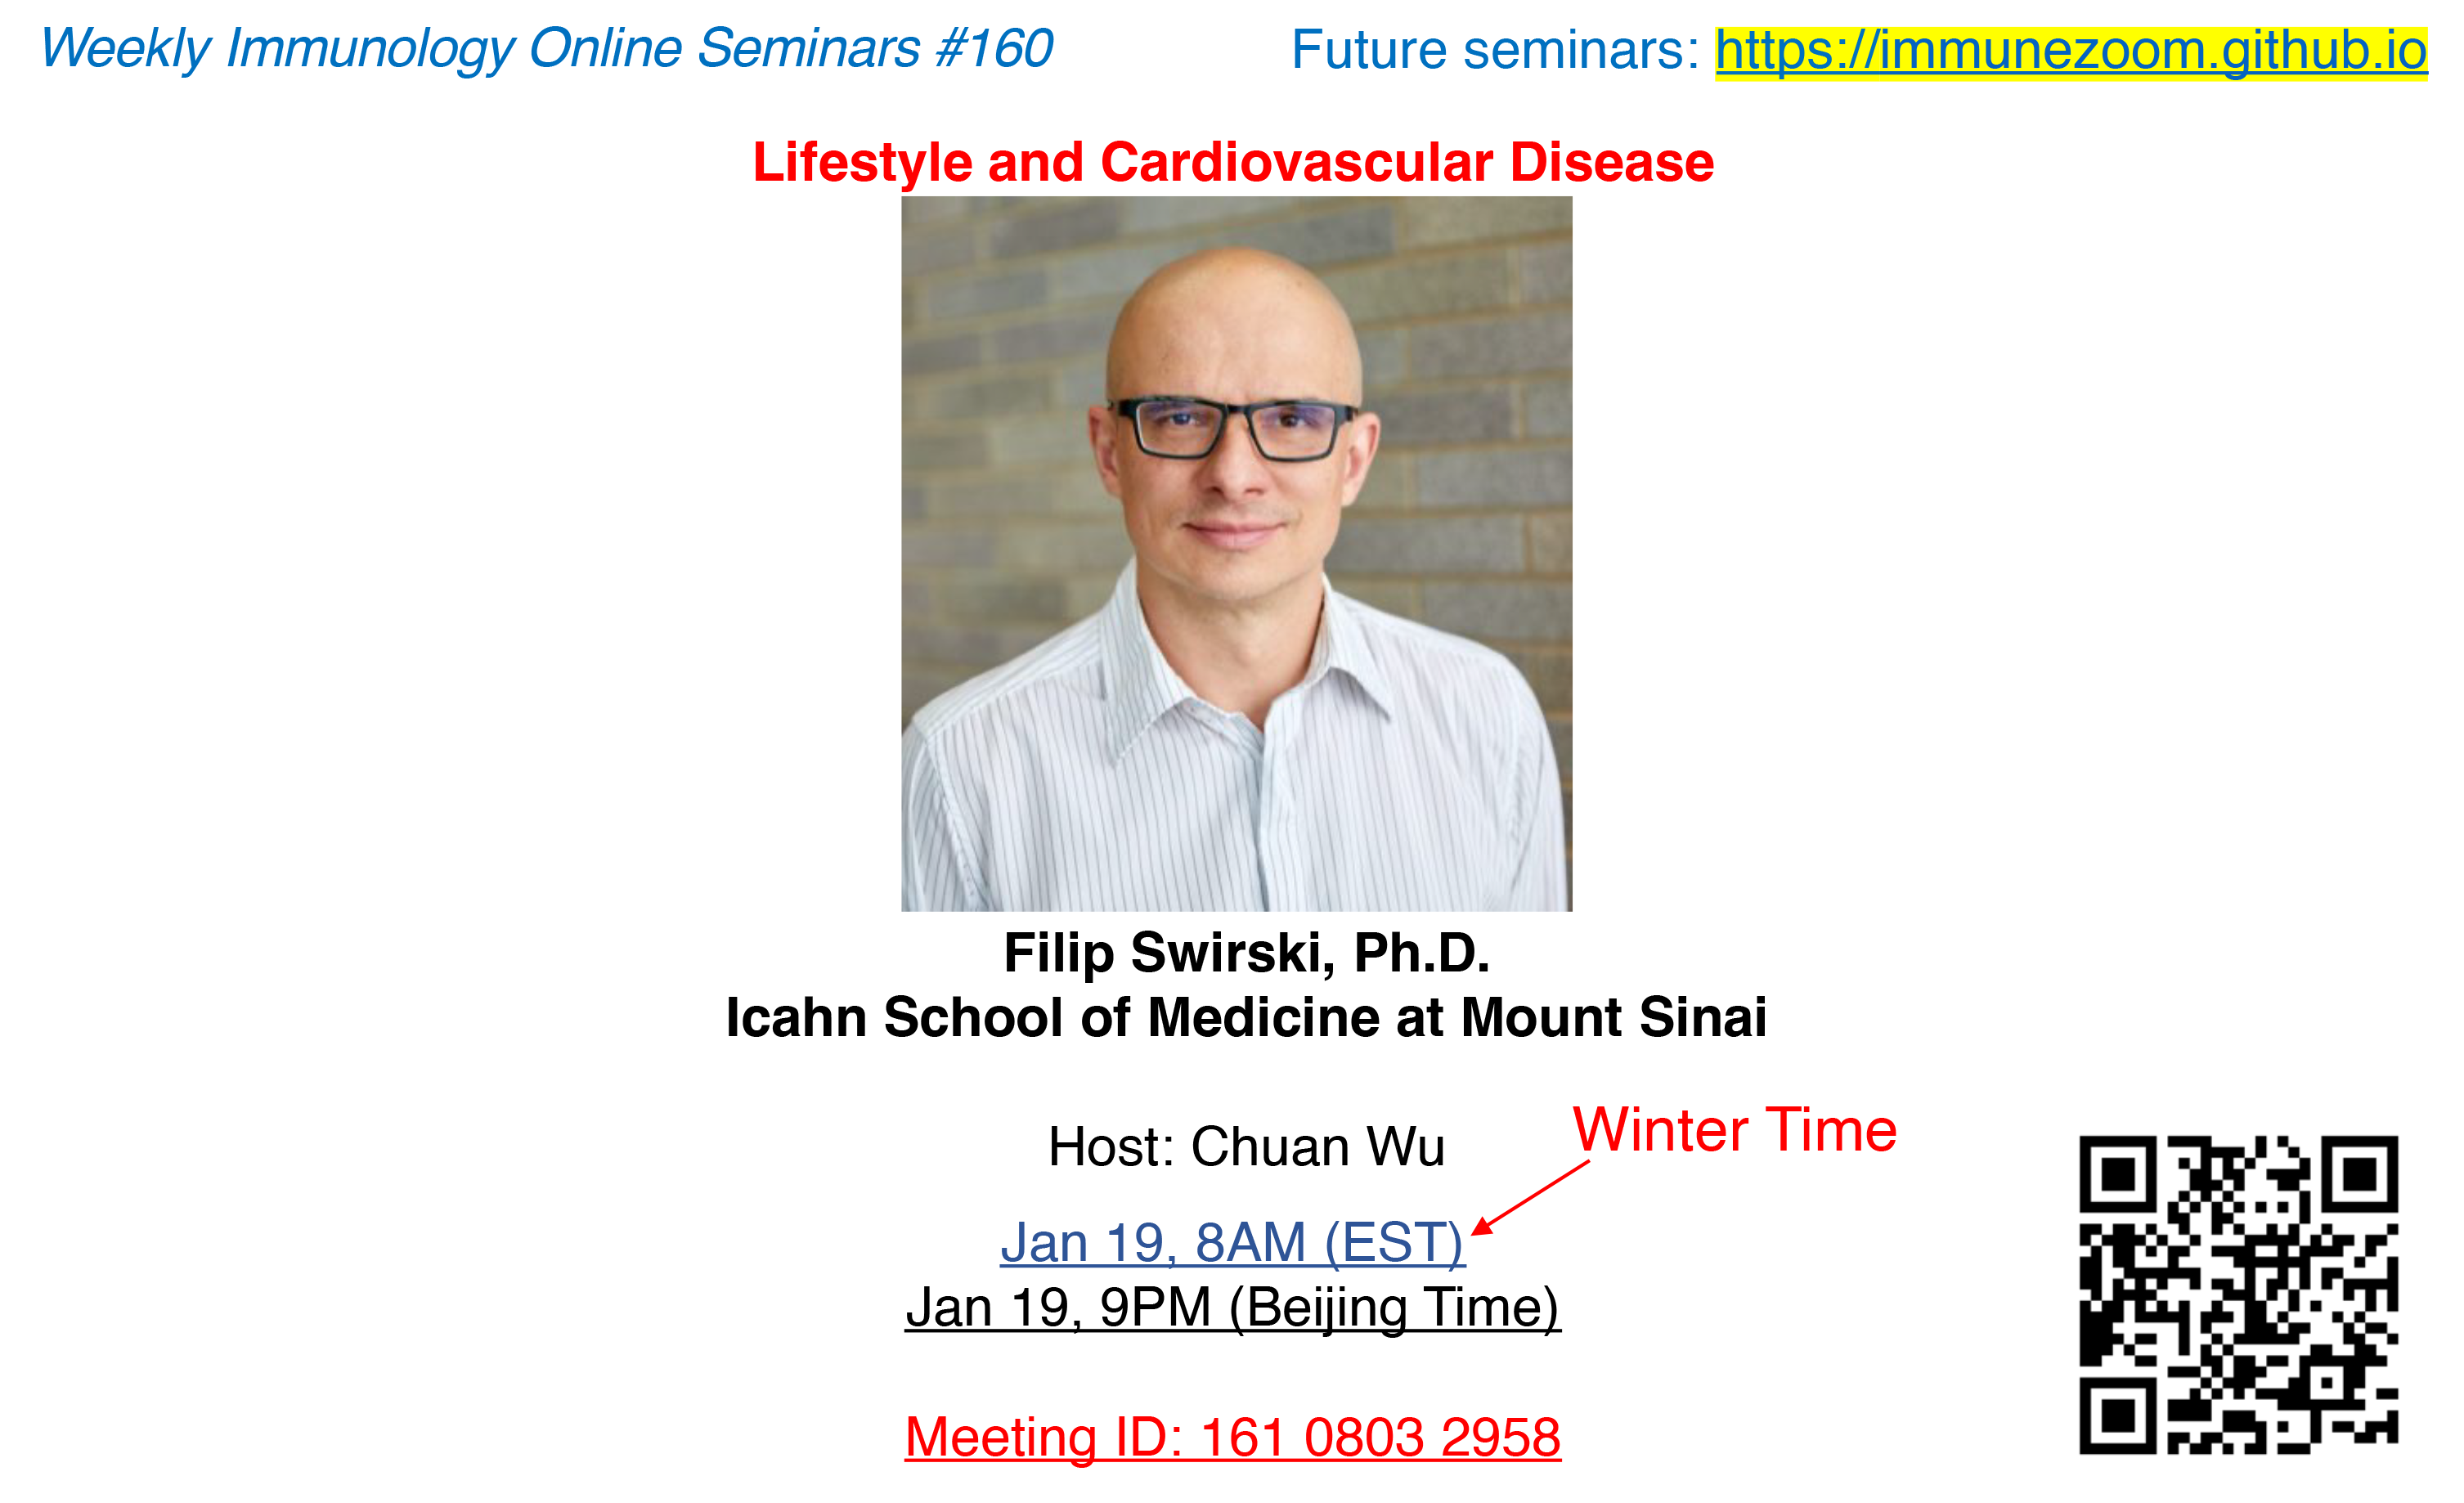 Weekly Immunology Online Seminars #160
Future seminars: https://immunezoom.github.io
Lifestyle and Cardiovascular Disease
Filip Swirski, Ph.D.
Icahn School of Medicine at Mount Sinai
Host: Chuan Wu
Winter Time
Jan 19, 8AM (EST)
Jan 19, 9PM (Beijing Time)
Meeting ID: 161 0803 2958